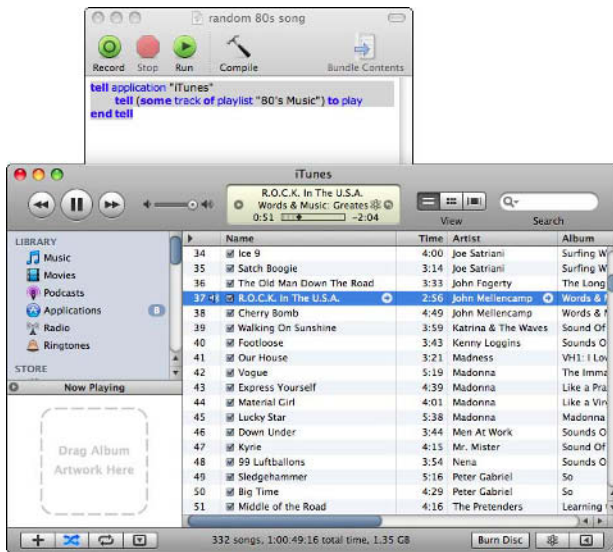 random 80s song
Record Stop Run Compile Bundle Contents
tell application "iTunes"
tell (some track of playlist "80's Music") to play
end tell
iTunes
R.O.C.K. In The U.S.A.
Words & Music: Greates
0:51 -2:04
View Search
LIBRARY
Music
Movies
Podcasts
Applications 8
Radio
Ringtones
STORE
Now Playing
Drag Album
Artwork Here
Name Time Artist Album
34 Ice 9 4:00 Joe Satriani Surfing W
35 Satch Boogie 3:14 Joe Satriani Surfing W
36 The Old Man Down The Road 3:33 John Fogerty The Long
37 R.O.C.K. In The U.S.A. 2:56 John Mellencamp Words & M
38 Cherry Bomb 4:49 John Mellencamp Words & M
39 Walking On Sunshine 3:59 Katrina & The Waves Sound Of
40 Footloose 3:43 Kenny Loggins Sounds Of
41 Our House 3:21 Madness VH1: I Lov
42 Vogue 5:19 Madonna The Imma
43 Express Yourself 4:39 Madonna Like a Pra
44 Material Girl 4:01 Madonna Like a Vir
45 Lucky Star 5:38 Madonna Madonna
46 Down Under 3:44 Men At Work Sounds O
47 Kyrie 4:15 Mr. Mister Sound Of
48 99 Luftballons 3:54 Nena Sounds O
49 Sledgehammer 5:16 Peter Gabriel So
50 Big Time 4:29 Peter Gabriel So
51 Middle of the Road 4:16 The Pretenders Learning
332 songs, 1:00:49:16 total time, 1.35 GB
Burn Disc